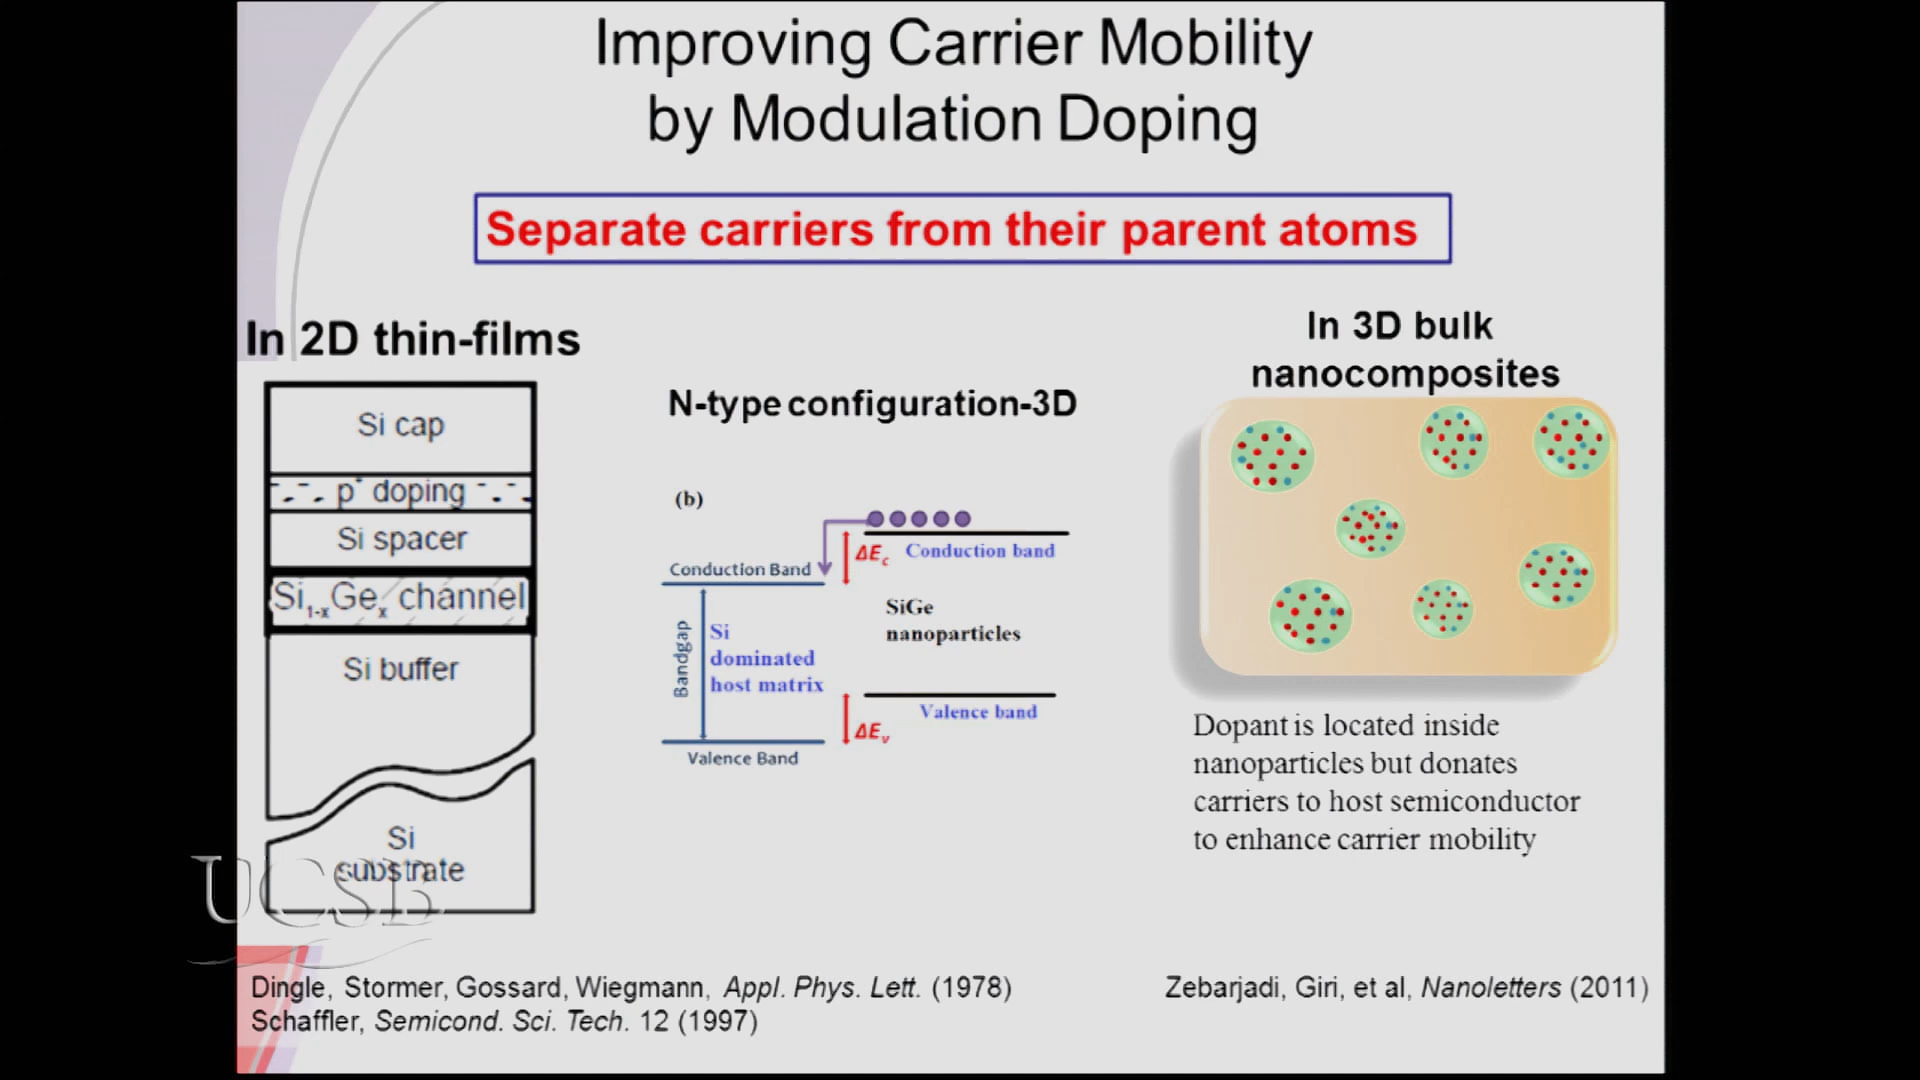 Improving Carrier Mobility
by Modulation Doping
Separate carriers from their parent atoms
In 2D thin-films
Si cap
p+ doping
Si spacer
Si1-xGex channel
Si buffer
Si
substrate
N-type configuration-3D
(b)
Conduction Band
ΔEc
Conduction band
Bandgap
Si
dominated
host matrix
SiGe
nanoparticles
Valence band
ΔEv
Valence Band
In 3D bulk
nanocomposites
Dopant is located inside
nanoparticles but donates
carriers to host semiconductor
to enhance carrier mobility
UCSB
Dingle, Stormer, Gossard, Wiegmann, Appl. Phys. Lett. (1978)
Schaffler, Semicond. Sci. Tech. 12 (1997)
Zebarjadi, Giri, et al, Nanoletters (2011)